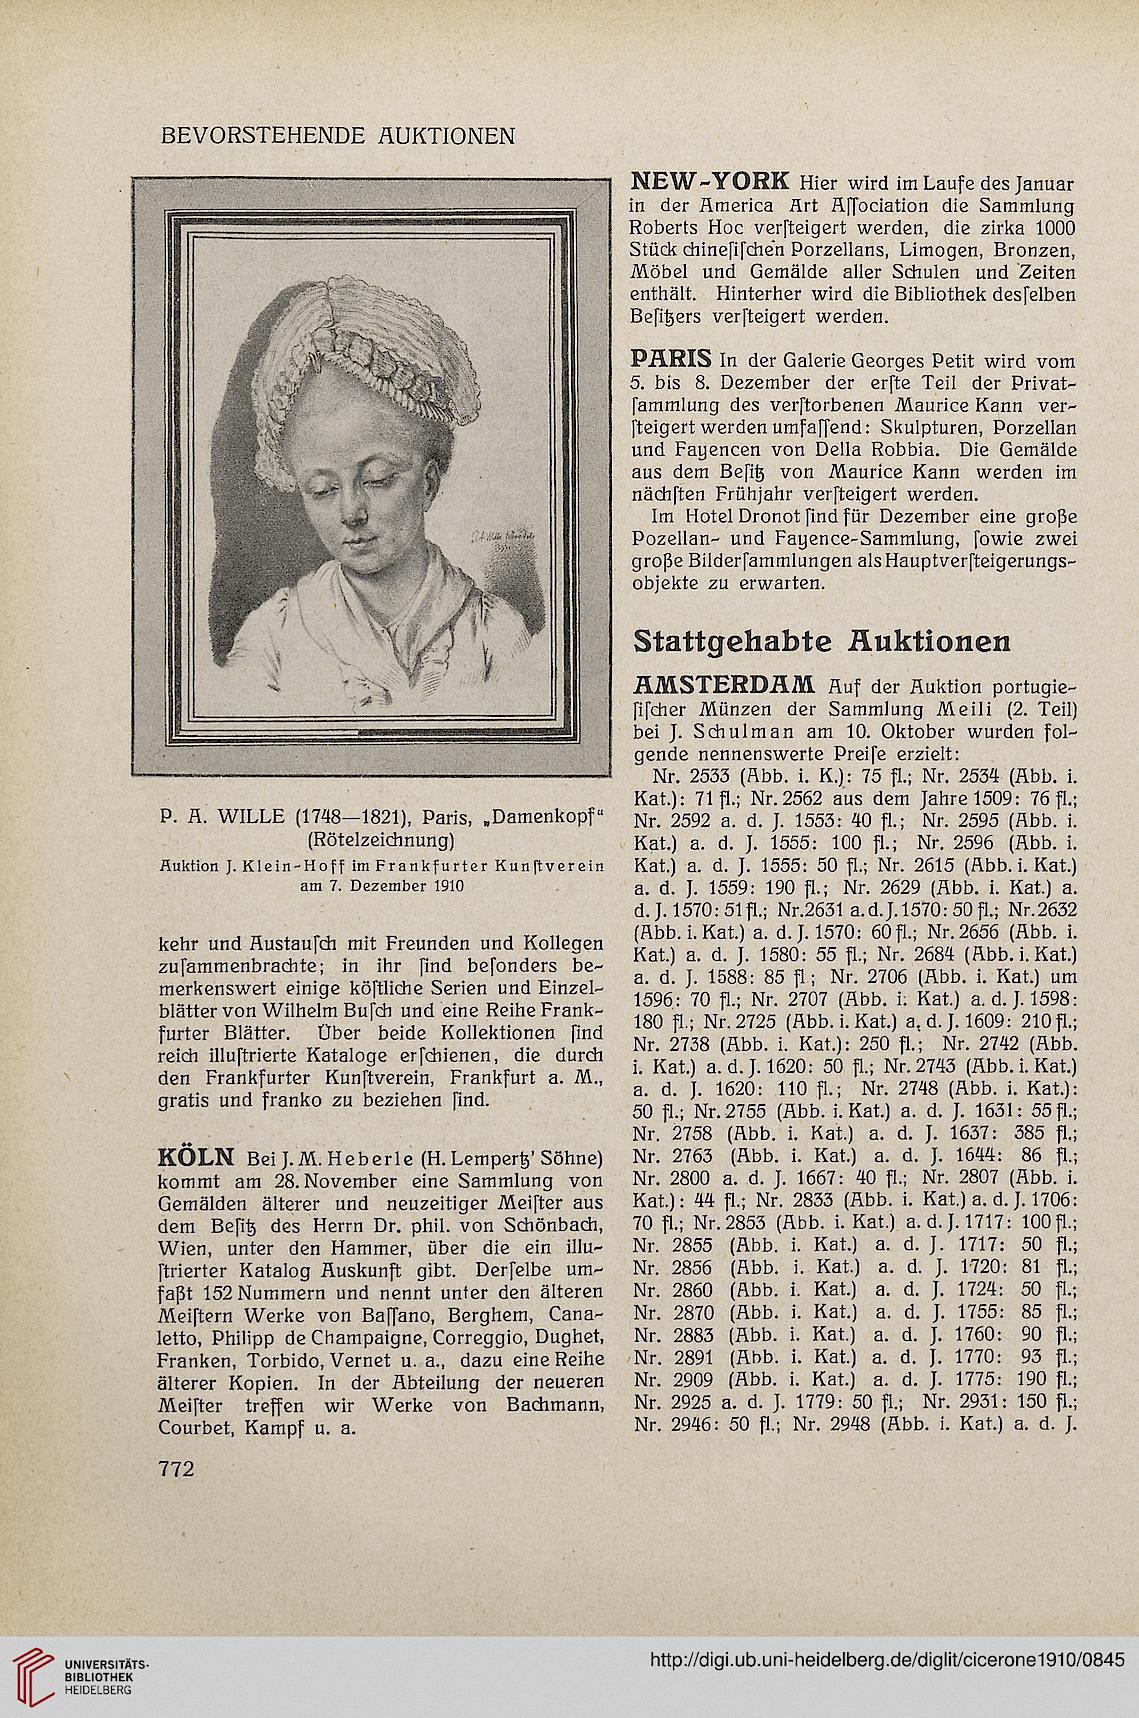 BEVORSTEHENDE AUKTIONEN
P. A. WILLE (1748—1821), Paris, „Damenkopf“
(Rötelzeichnung)
Auktion J. Klein-Hoff im Frankfurter Kunſtverein
am 7. Dezember 1910
kehr und Austauſch mit Freunden und Kollegen
zuſammenbrachte; in ihr ſind beſonders be-
merkenswert einige köſtliche Serien und Einzel-
blätter von Wilhelm Buſch und eine Reihe Frank-
furter Blätter. Über beide Kollektionen ſind
reich illuſtrierte Kataloge erſchienen, die durch
den Frankfurter Kunſtverein, Frankfurt a. M.,
gratis und franko zu beziehen ſind.
KÖLN Bei J. M. Heberle (H. Lempertz’ Söhne)
kommt am 28. November eine Sammlung von
Gemälden älterer und neuzeitiger Meiſter aus
dem Beſitz des Herrn Dr. phil. von Schönbach,
Wien, unter den Hammer, über die ein illu-
ſtrierter Katalog Auskunft gibt. Derſelbe um-
faßt 152 Nummern und nennt unter den älteren
Meiſtern Werke von Baſſano, Berghem, Cana-
letto, Philipp de Champaigne, Correggio, Dughet,
Franken, Torbido, Vernet u. a., dazu eine Reihe
älterer Kopien. In der Abteilung der neueren
Meiſter treffen wir Werke von Bachmann,
Courbet, Kampf u. a.
772
NEW-YORK Hier wird im Laufe des Januar
in der America Art Aſſociation die Sammlung
Roberts Hoc verſteigert werden, die zirka 1000
Stück chineſiſchen Porzellans, Limogen, Bronzen,
Möbel und Gemälde aller Schulen und Zeiten
enthält. Hinterher wird die Bibliothek desſelben
Beſitzers verſteigert werden.
PARIS In der Galerie Georges Petit wird vom
5. bis 8. Dezember der erſte Teil der Privat-
ſammlung des verſtorbenen Maurice Kann ver-
ſteigert werden umfaſſend: Skulpturen, Porzellan
und Fayencen von Della Robbia. Die Gemälde
aus dem Beſitz von Maurice Kann werden im
nächſten Frühjahr verſteigert werden.
Im Hotel Dronot ſind für Dezember eine große
Pozellan- und Fayence-Sammlung, ſowie zwei
große Bilderſammlungen als Hauptverſteigerungs-
objekte zu erwarten.
Stattgehabte Auktionen
AMSTERDAM Auf der Auktion portugie-
ſiſcher Münzen der Sammlung Meili (2. Teil)
bei J. Schulman am 10. Oktober wurden fol-
gende nennenswerte Preiſe erzielt:
Nr. 2533 (Abb. i. K.): 75 fl.; Nr. 2534 (Abb. i.
Kat.): 71 fl.; Nr. 2562 aus dem Jahre 1509: 76 fl.;
Nr. 2592 a. d. J. 1553: 40 fl.; Nr. 2595 (Abb. i.
Kat.) a. d. J. 1555: 100 fl.; Nr. 2596 (Abb. i.
Kat.) a. d. J. 1555: 50 fl.; Nr. 2615 (Abb. i. Kat.)
a. d. J. 1559: 190 fl.; Nr. 2629 (Abb. i. Kat.) a.
d. J. 1570: 51 fl.; Nr. 2631 a. d. J. 1570: 50 fl.; Nr. 2632
(Abb. i. Kat.) a. d. J. 1570: 60 fl.; Nr. 2656 (Abb. i.
Kat.) a. d. J. 1580: 55 fl.; Nr. 2684 (Abb. i. Kat.)
a. d. J. 1588: 85 fl; Nr. 2706 (Abb. i. Kat.) um
1596: 70 fl.; Nr. 2707 (Abb. i. Kat.) a. d. J. 1598:
180 fl.; Nr. 2725 (Abb. i. Kat.) a. d. J. 1609: 210 fl.;
Nr. 2738 (Abb. i. Kat.): 250 fl.; Nr. 2742 (Abb.
i. Kat.) a. d. J. 1620: 50 fl.; Nr. 2743 (Abb. i. Kat.)
a. d. J. 1620: 110 fl.; Nr. 2748 (Abb. i. Kat.):
50 fl.; Nr. 2755 (Abb. i. Kat.) a. d. J. 1631: 55 fl.;
Nr. 2758 (Abb. i. Kat.) a. d. J. 1637: 385 fl.;
Nr. 2763 (Abb. i. Kat.) a. d. J. 1644: 86 fl.;
Nr. 2800 a. d. J. 1667: 40 fl.; Nr. 2807 (Abb. i.
Kat.): 44 fl.; Nr. 2833 (Abb. i. Kat.) a. d. J. 1706:
70 fl.; Nr. 2853 (Abb. i. Kat.) a. d. J. 1717: 100 fl.;
Nr. 2855 (Abb. i. Kat.) a. d. J. 1717: 50 fl.;
Nr. 2856 (Abb. i. Kat.) a. d. J. 1720: 81 fl.;
Nr. 2860 (Abb. i. Kat.) a. d. J. 1724: 50 fl.;
Nr. 2870 (Abb. i. Kat.) a. d. J. 1755: 85 fl.;
Nr. 2883 (Abb. i. Kat.) a. d. J. 1760: 90 fl.;
Nr. 2891 (Abb. i. Kat.) a. d. J. 1770: 93 fl.;
Nr. 2909 (Abb. i. Kat.) a. d. J. 1775: 190 fl.;
Nr. 2925 a. d. J. 1779: 50 fl.; Nr. 2931: 150 fl.;
Nr. 2946: 50 fl.; Nr. 2948 (Abb. i. Kat.) a. d. J.
UNIVERSITÄTS-
BIBLIOTHEK
HEIDELBERG
http://digi.ub.uni-heidelberg.de/diglit/cicerone1910/0845